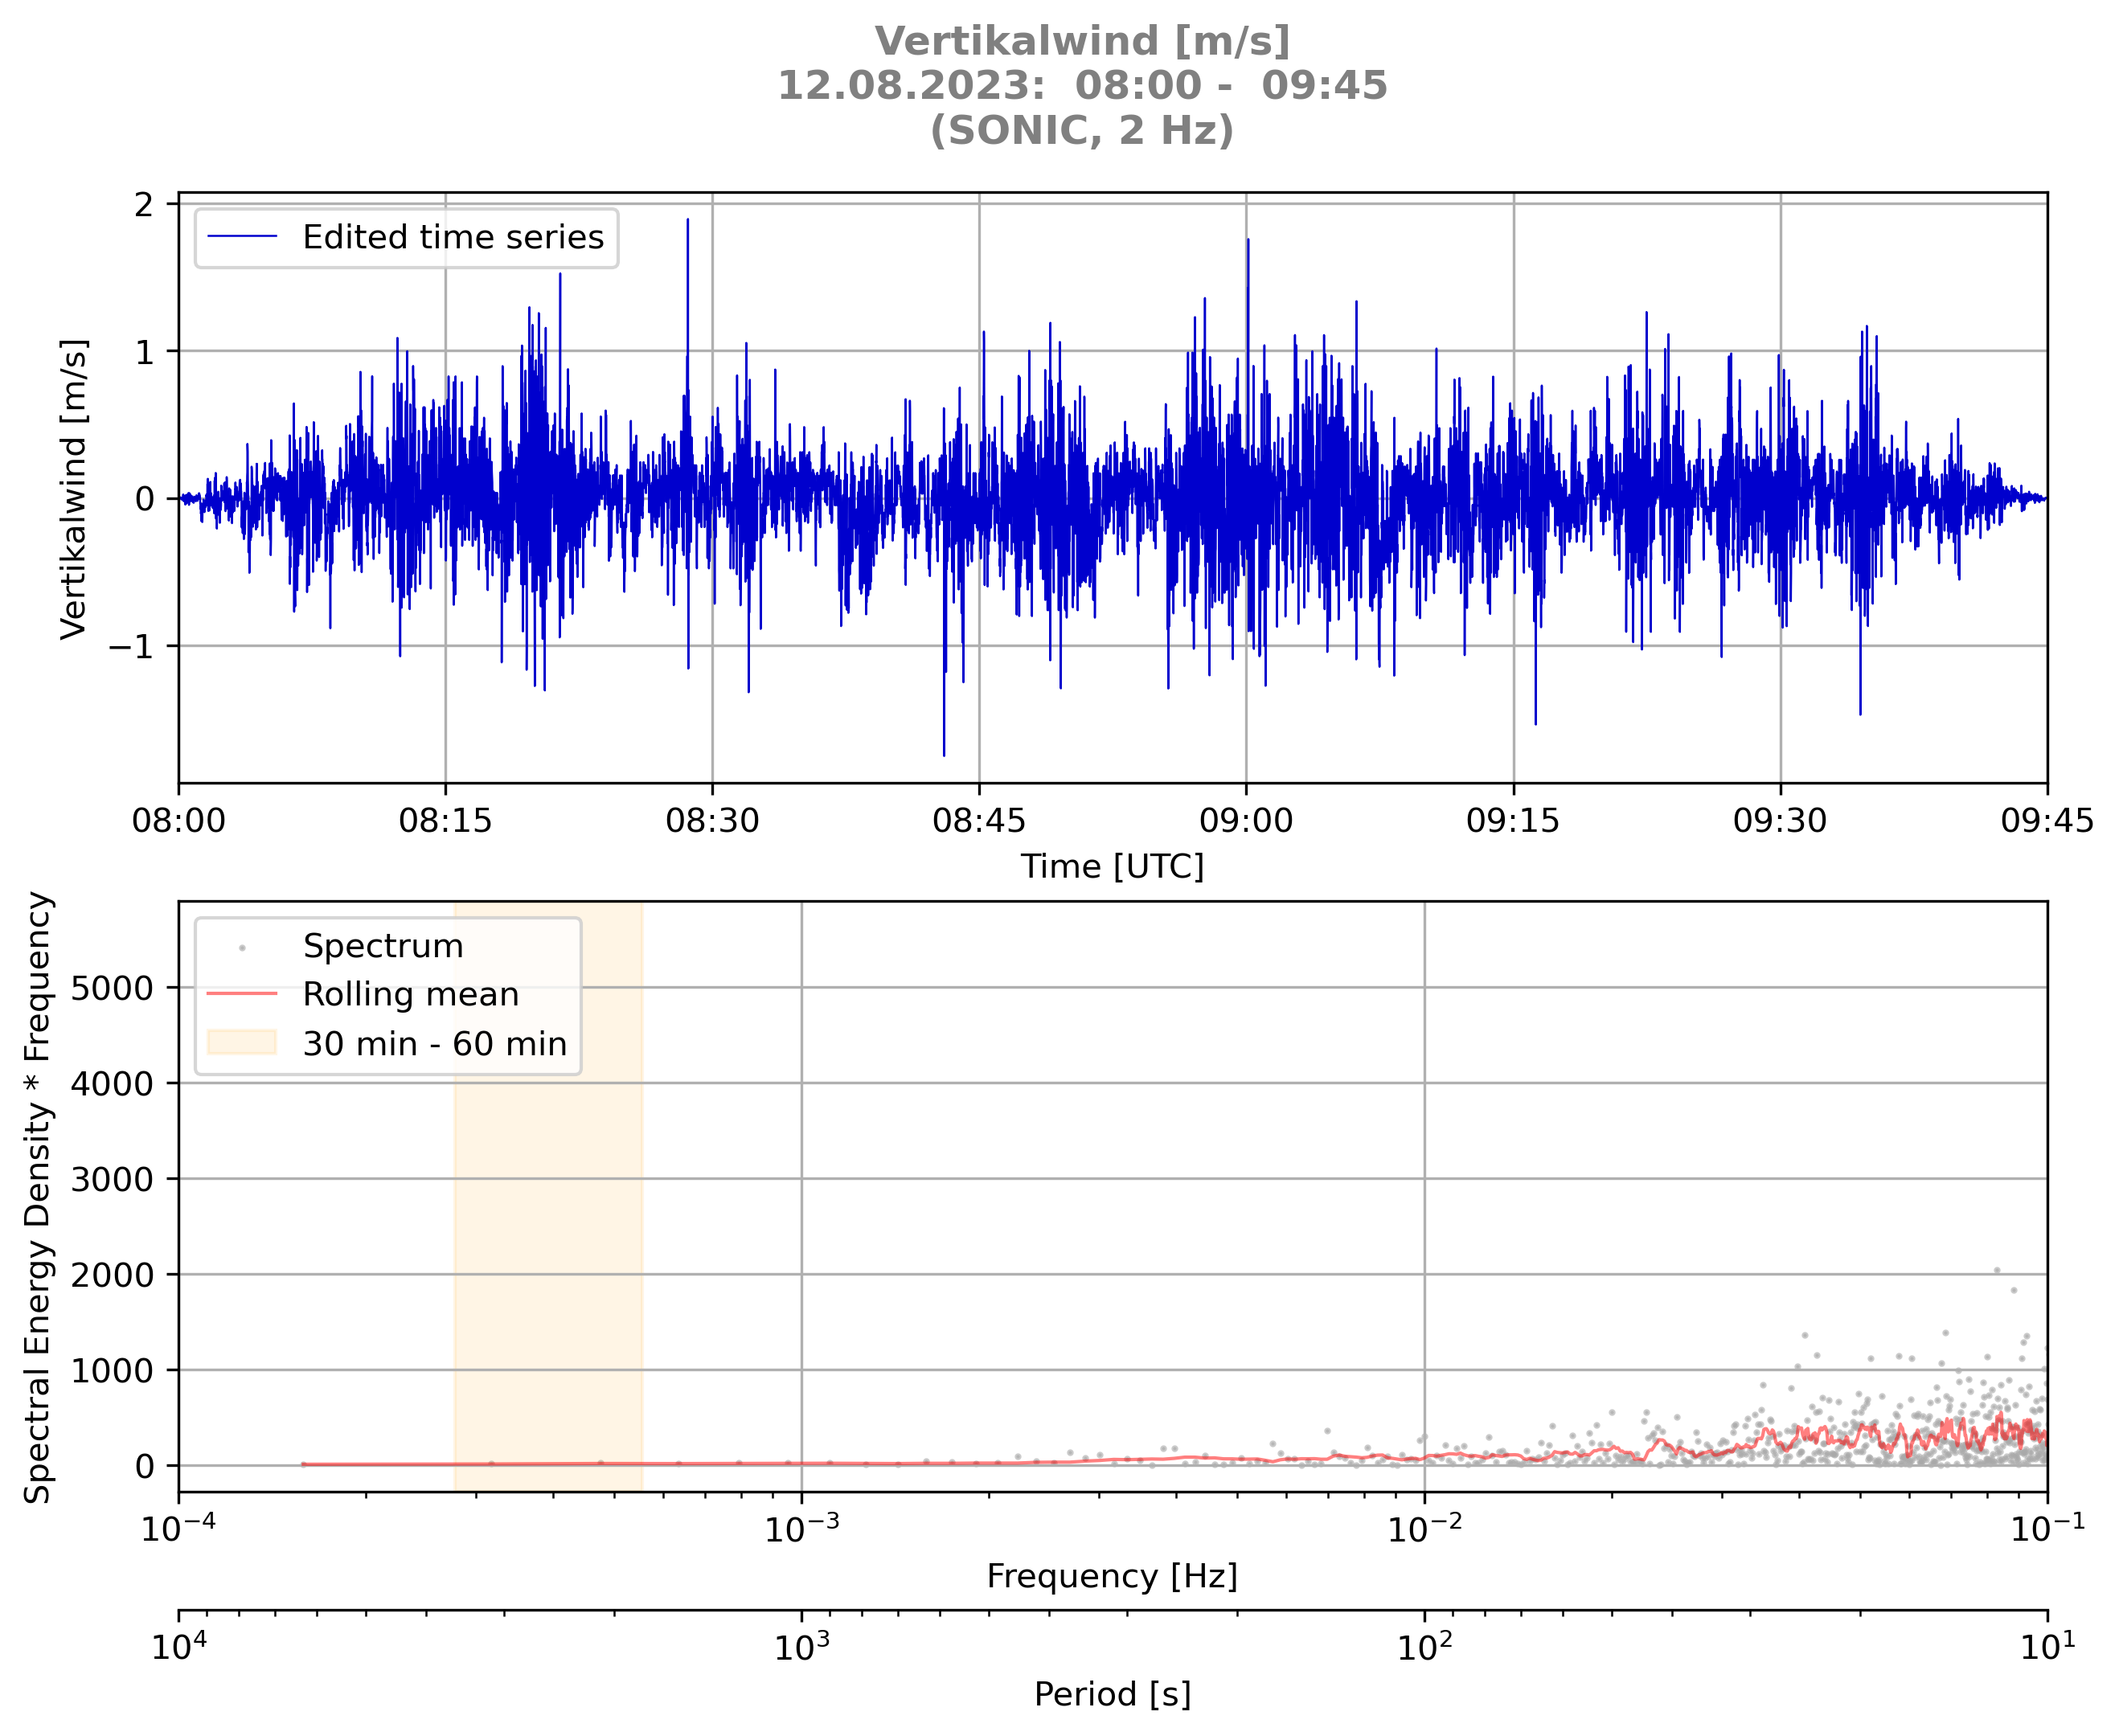 Vertikalwind [m/s]
12.08.2023:  08:00 -  09:45
(SONIC, 2 Hz)
Edited time series
Vertikalwind [m/s]
2
1
0
−1
08:00 08:15 08:30 08:45 09:00 09:15 09:30 09:45
Time [UTC]
Spectrum
Rolling mean
30 min - 60 min
Spectral Energy Density * Frequency
5000
4000
3000
2000
1000
0
10⁻⁴ 10⁻³ 10⁻² 10⁻¹
Frequency [Hz]
10⁴ 10³ 10² 10¹
Period [s]